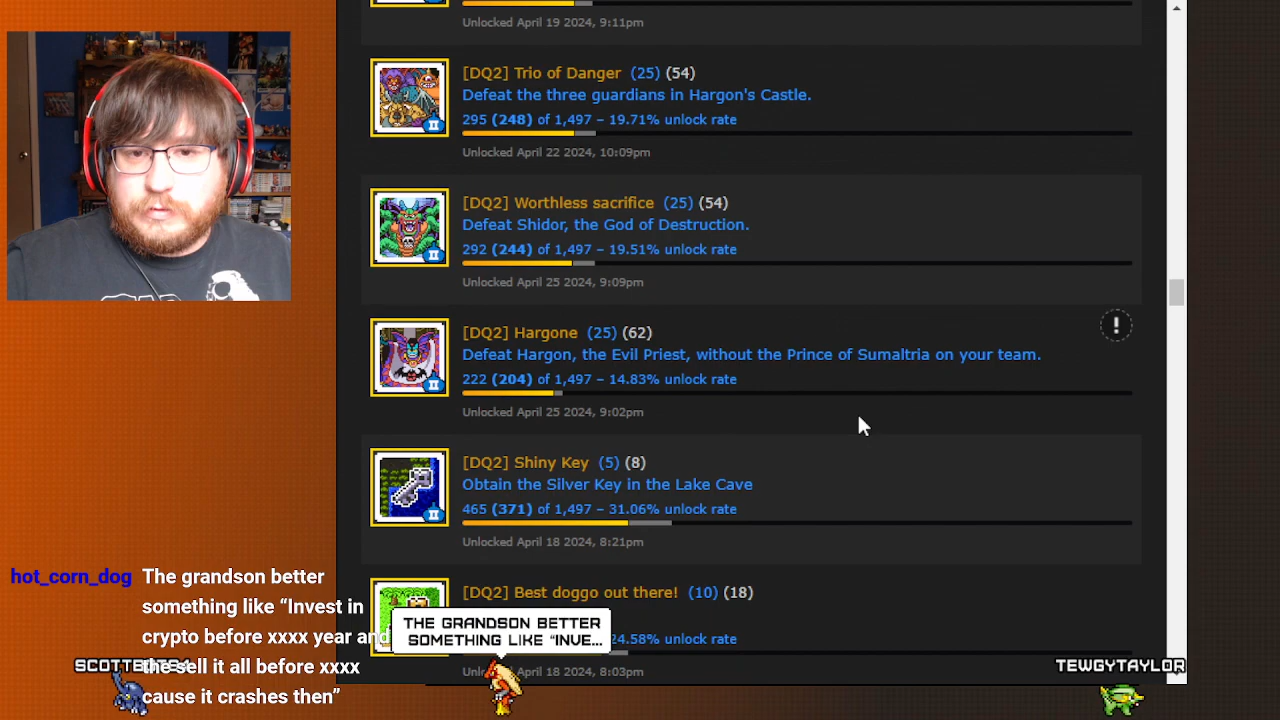 Unlocked April 19 2024, 9:11pm
[DQ2] Trio of Danger (25) (54)
Defeat the three guardians in Hargon's Castle.
295 (248) of 1,497 – 19.71% unlock rate
Unlocked April 22 2024, 10:09pm
[DQ2] Worthless sacrifice (25) (54)
Defeat Shidor, the God of Destruction.
292 (244) of 1,497 – 19.51% unlock rate
Unlocked April 25 2024, 9:09pm
[DQ2] Hargone (25) (62)
Defeat Hargon, the Evil Priest, without the Prince of Sumaltria on your team.
222 (204) of 1,497 – 14.83% unlock rate
Unlocked April 25 2024, 9:02pm
[DQ2] Shiny Key (5) (8)
Obtain the Silver Key in the Lake Cave
465 (371) of 1,497 – 31.06% unlock rate
Unlocked April 18 2024, 8:21pm
[DQ2] Best doggo out there! (10) (18)
24.58% unlock rate
April 18 2024, 8:03pm
hot_corn_dog The grandson better
something like “Invest in
crypto before xxxx year and
the sell it all before xxxx
cause it crashes then”
THE GRANDSON BETTER
SOMETHING LIKE “INVE...
TEWGYTAYLOR